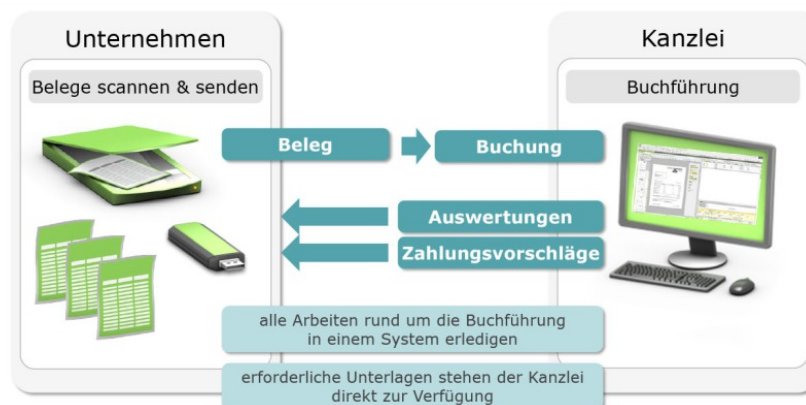 Unternehmen
Belege scannen & senden
Kanzlei
Buchführung
Beleg
Buchung
Auswertungen
Zahlungsvorschläge
alle Arbeiten rund um die Buchführung
in einem System erledigen
erforderliche Unterlagen stehen der Kanzlei
direkt zur Verfügung